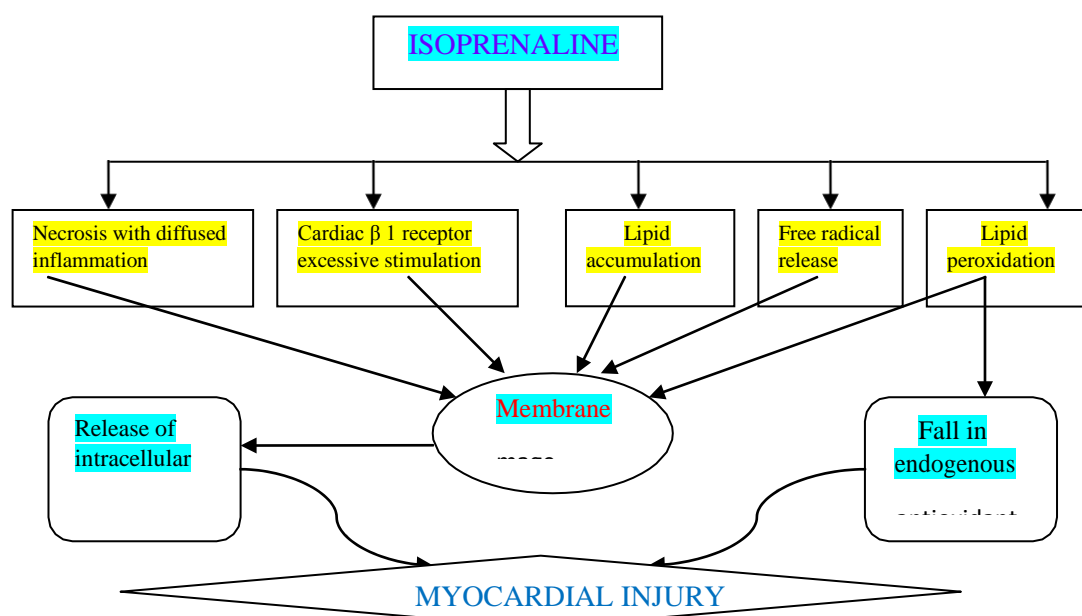 ISOPRENALINE
Necrosis with diffused
inflammation
Cardiac β 1 receptor
excessive stimulation
Lipid
accumulation
Free radical
release
Lipid
peroxidation
Membrane
Release of
intracellular
Fall in
endogenous
MYOCARDIAL INJURY